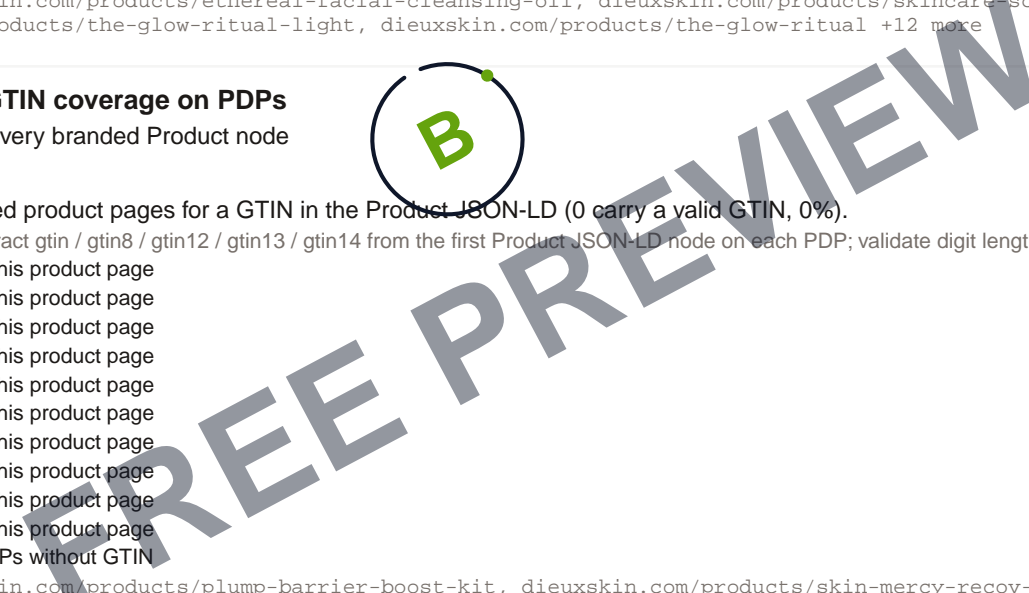 in.com/products/ethereal-facial-cleansing-oil, dieuxskin.com/products/skincare-sc
oducts/the-glow-ritual-light, dieuxskin.com/products/the-glow-ritual +12 more
GTIN coverage on PDPs
very branded Product node
B
ed product pages for a GTIN in the Product JSON-LD (0 carry a valid GTIN, 0%).
ract gtin / gtin8 / gtin12 / gtin13 / gtin14 from the first Product JSON-LD node on each PDP; validate digit lengt
his product page
his product page
his product page
his product page
his product page
his product page
his product page
his product page
his product page
his product page
Ps without GTIN
in.com/products/plump-barrier-boost-kit, dieuxskin.com/products/skin-mercy-recov-
FREE PREVIEW